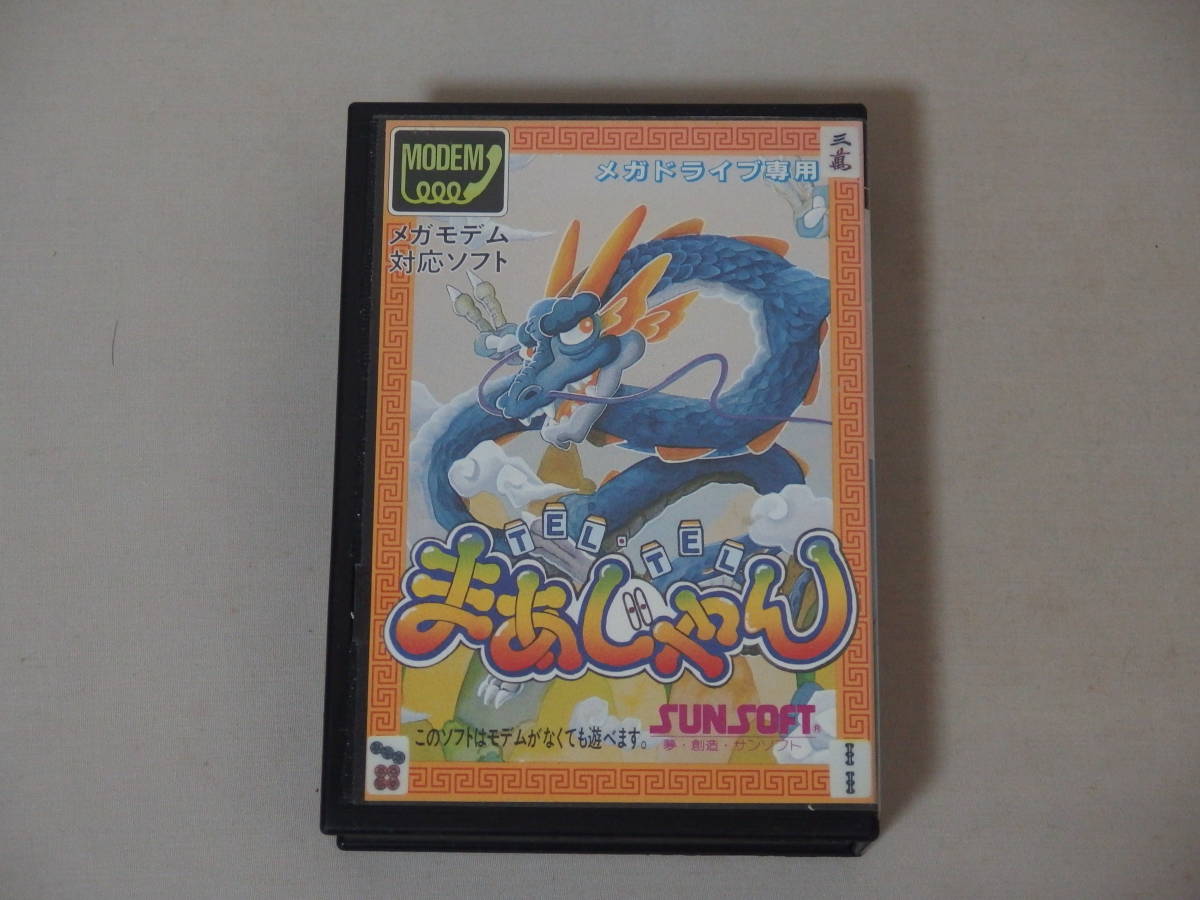 MODEM
メガドライブ専用
三萬
メガモデム
対応ソフト
TEL・TEL
まあじゃん
SUNSOFT®
夢・創造・サンソフト
このソフトはモデムがなくても遊べます。